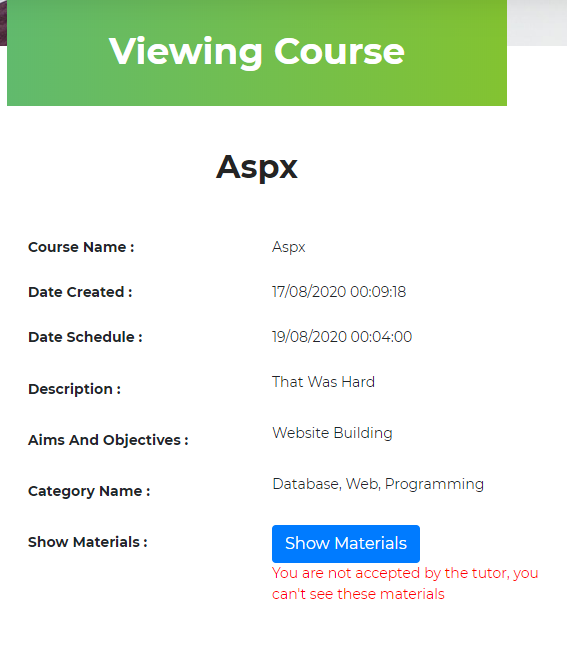 Viewing Course
Aspx
Course Name : Aspx
Date Created : 17/08/2020 00:09:18
Date Schedule : 19/08/2020 00:04:00
Description : That Was Hard
Aims And Objectives : Website Building
Category Name : Database, Web, Programming
Show Materials : Show Materials
You are not accepted by the tutor, you
can't see these materials